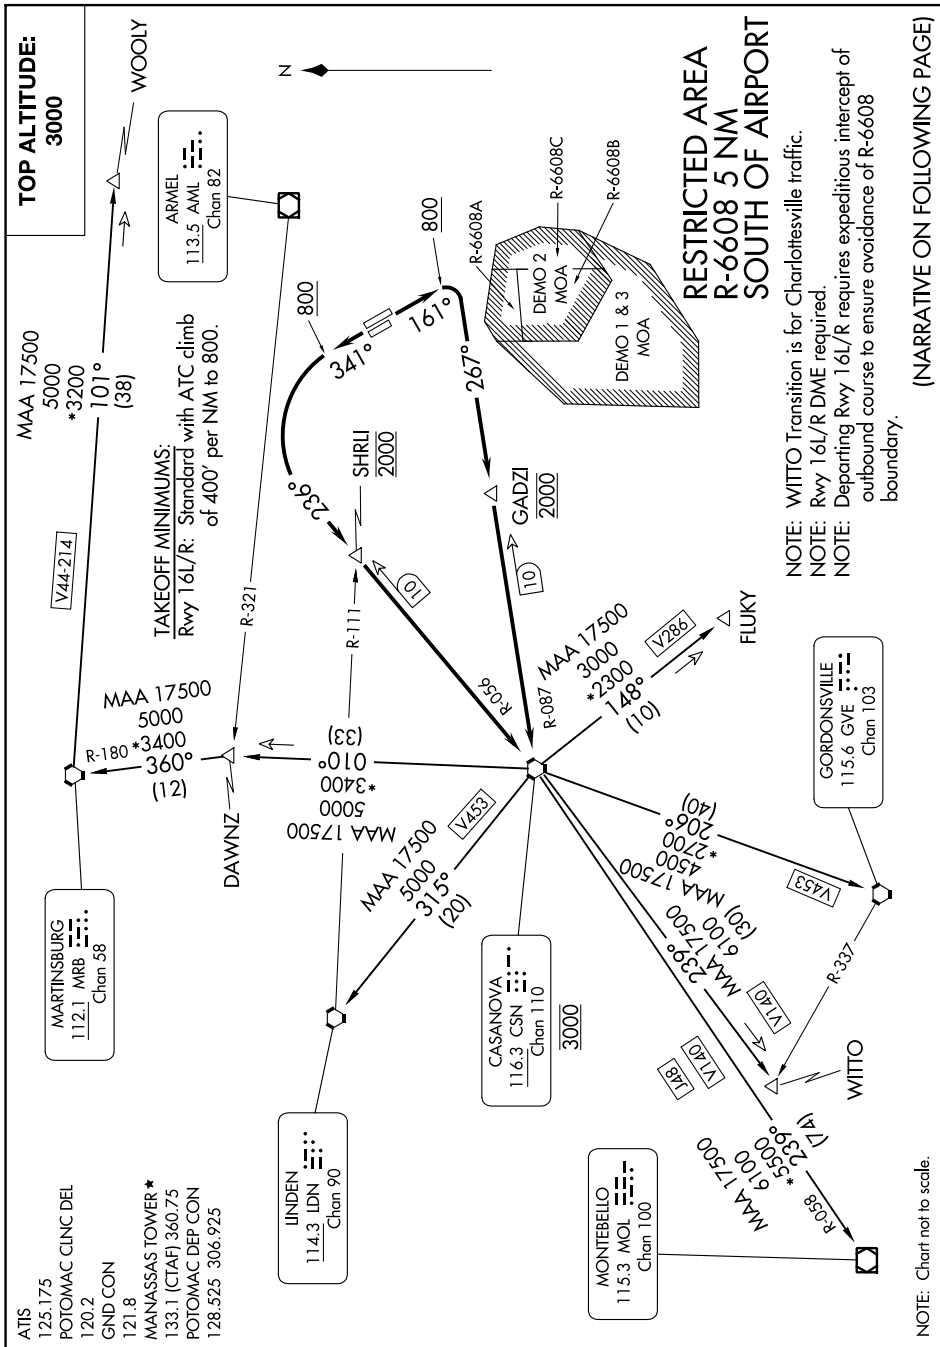 TOP ALTITUDE:
3000
ATIS
125.175
POTOMAC CLNC DEL
120.2
GND CON
121.8
MANASSAS TOWER★
133.1 (CTAF) 360.75
POTOMAC DEP CON
128.525 306.925
MARTINSBURG
112.1 MRB
Chan 58
R-180
MAA 17500
5000
*3400
360°
(12)
V44-214
MAA 17500
5000
*3200
101°
(38)
WOOLY
ARMEL
113.5 AML
Chan 82
R-321
DAWNZ
TAKEOFF MINIMUMS:
Rwy 16L/R: Standard with ATC climb
of 400' per NM to 800.
N
LINDEN
114.3 LDN
Chan 90
R-111
MAA 17500
5000
*3400
010°
(33)
MAA 17500
5000
315°
(20)
V453
800
341°
236°
SHRLI
2000
10
R-056
800
161°
267°
GADZI
2000
10
R-087
CASANOVA
116.3 CSN
Chan 110
3000
MAA 17500
3000
*2300
148°
(10)
V286
FLUKY
R-6608A
R-6608C
R-6608B
DEMO 2
MOA
DEMO 1 & 3
MOA
RESTRICTED AREA
R-6608 5 NM
SOUTH OF AIRPORT
MAA 17500
4500
*2700
206°
(40)
V453
GORDONSVILLE
115.6 GVE
Chan 103
R-337
239°
MAA 17500
6100
(30)
V140
WITTO
J48
V140
MAA 17500
6100
*5500
239°
(74)
R-058
MONTEBELLO
115.3 MOL
Chan 100
NOTE: WITTO Transition is for Charlottesville traffic.
NOTE: Rwy 16L/R DME required.
NOTE: Departing Rwy 16L/R requires expeditious intercept of
outbound course to ensure avoidance of R-6608
boundary.
NOTE: Chart not to scale.
(NARRATIVE ON FOLLOWING PAGE)